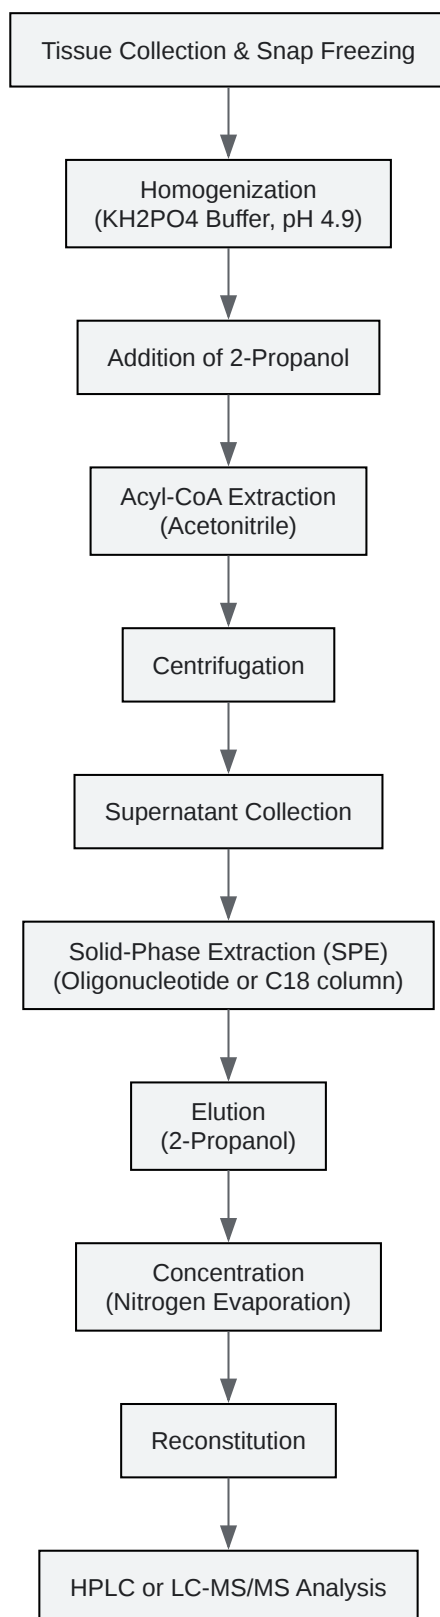 Tissue Collection & Snap Freezing
Homogenization
(KH2PO4 Buffer, pH 4.9)
Addition of 2-Propanol
Acyl-CoA Extraction
(Acetonitrile)
Centrifugation
Supernatant Collection
Solid-Phase Extraction (SPE)
(Oligonucleotide or C18 column)
Elution
(2-Propanol)
Concentration
(Nitrogen Evaporation)
Reconstitution
HPLC or LC-MS/MS Analysis